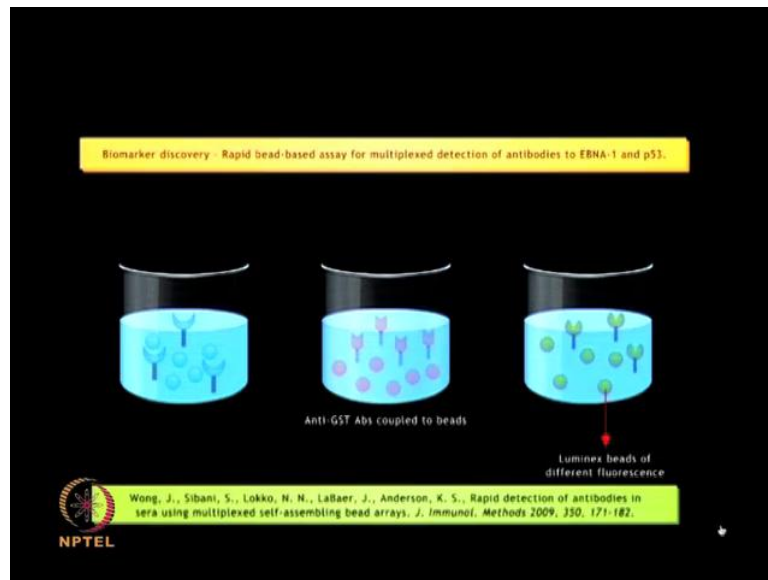 Biomarker discovery - Rapid bead-based assay for multiplexed detection of antibodies to EBNA-1 and p53.
Anti-GST Abs coupled to beads
Luminex beads of
different fluorescence
Wong, J., Sibani, S., Lokko, N. N., LaBaer, J., Anderson, K. S., Rapid detection of antibodies in
sera using multiplexed self-assembling bead arrays. J. Immunol. Methods 2009, 350, 171-182.
NPTEL